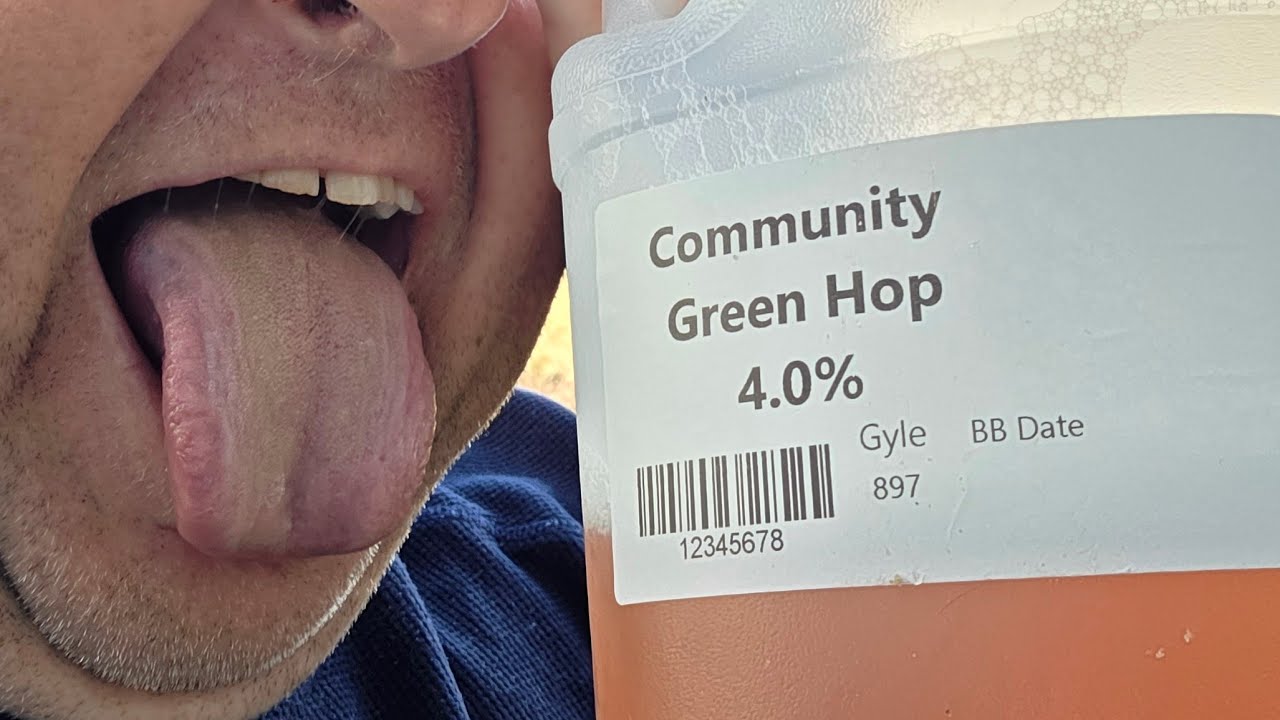 Community
Green Hop
4.0%
Gyle BB Date
897
12345678